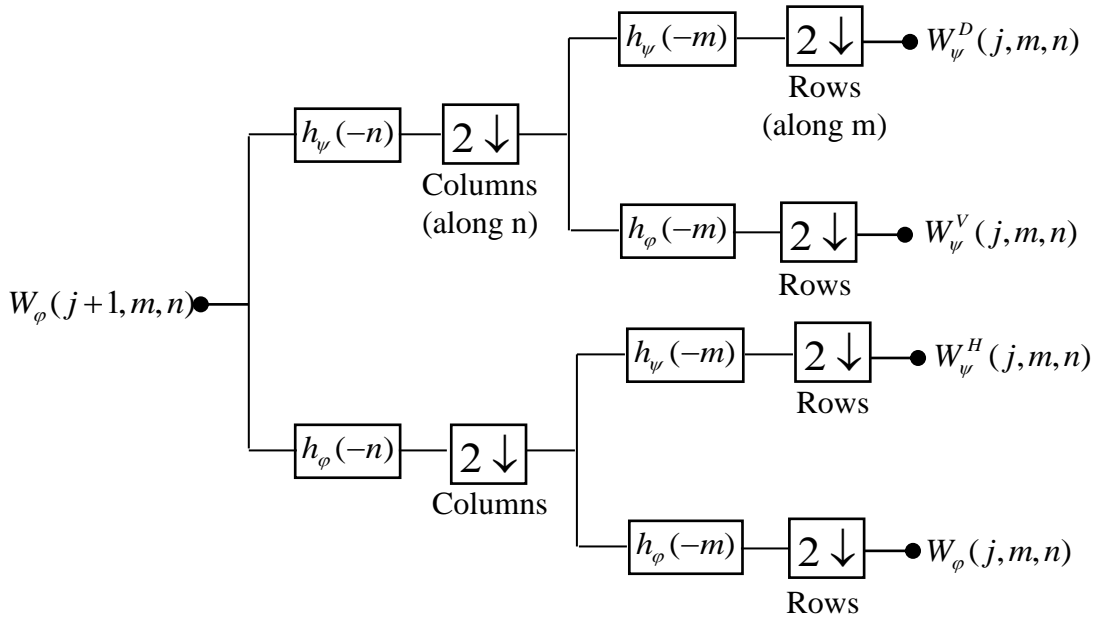 h_ψ(−m)
2 ↓
W_ψ^D(j,m,n)
Rows
(along m)
h_ψ(−n)
2 ↓
Columns
(along n)
h_φ(−m)
2 ↓
W_ψ^V(j,m,n)
Rows
W_φ(j+1,m,n)
h_ψ(−m)
2 ↓
W_ψ^H(j,m,n)
Rows
h_φ(−n)
2 ↓
Columns
h_φ(−m)
2 ↓
W_φ(j,m,n)
Rows